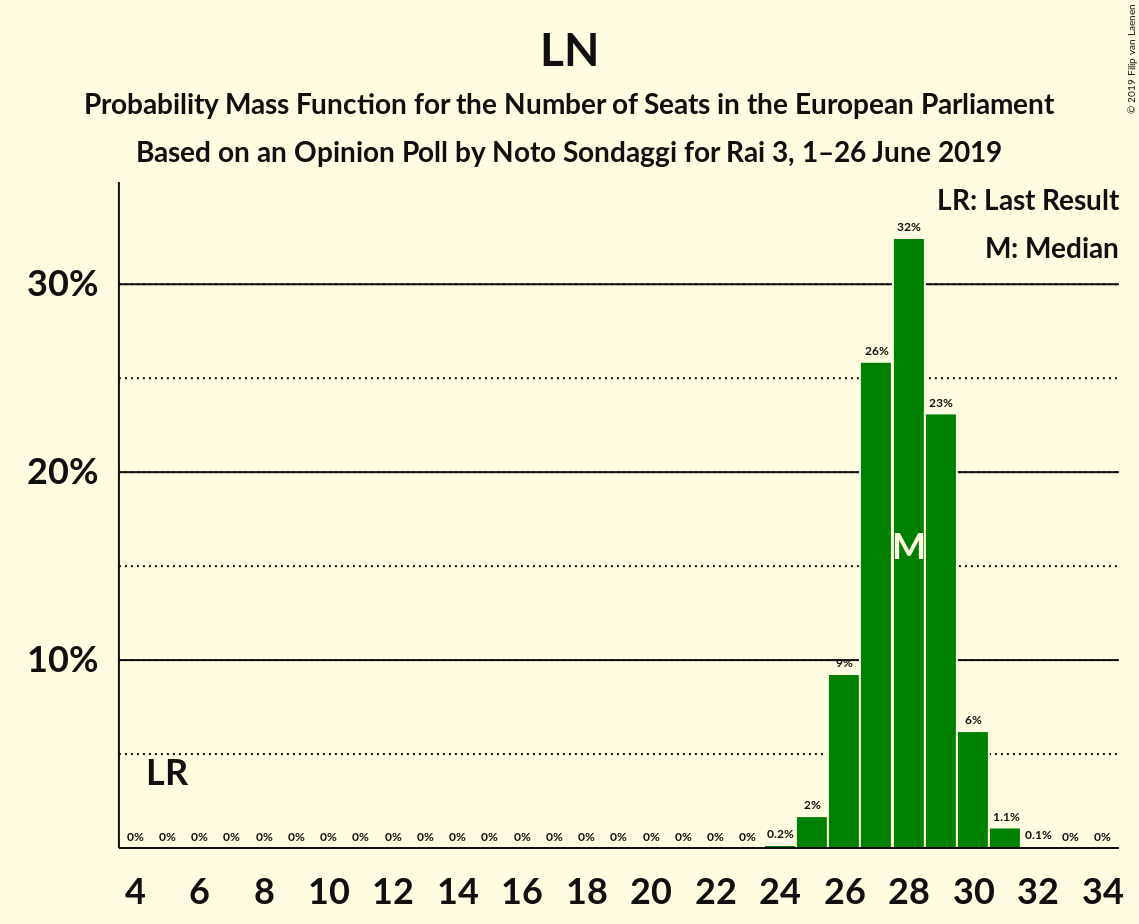 LN
Probability Mass Function for the Number of Seats in the European Parliament
Based on an Opinion Poll by Noto Sondaggi for Rai 3, 1–26 June 2019
© 2019 Filip van Laenen
LR: Last Result
M: Median
30%
20%
10%
32%
26%
23%
9%
6%
2%
1.1%
0.2%
0.1%
M
LR
0% 0% 0% 0% 0% 0% 0% 0% 0% 0% 0% 0% 0% 0% 0% 0% 0% 0% 0% 0% 0% 0%
4 6 8 10 12 14 16 18 20 22 24 26 28 30 32 34